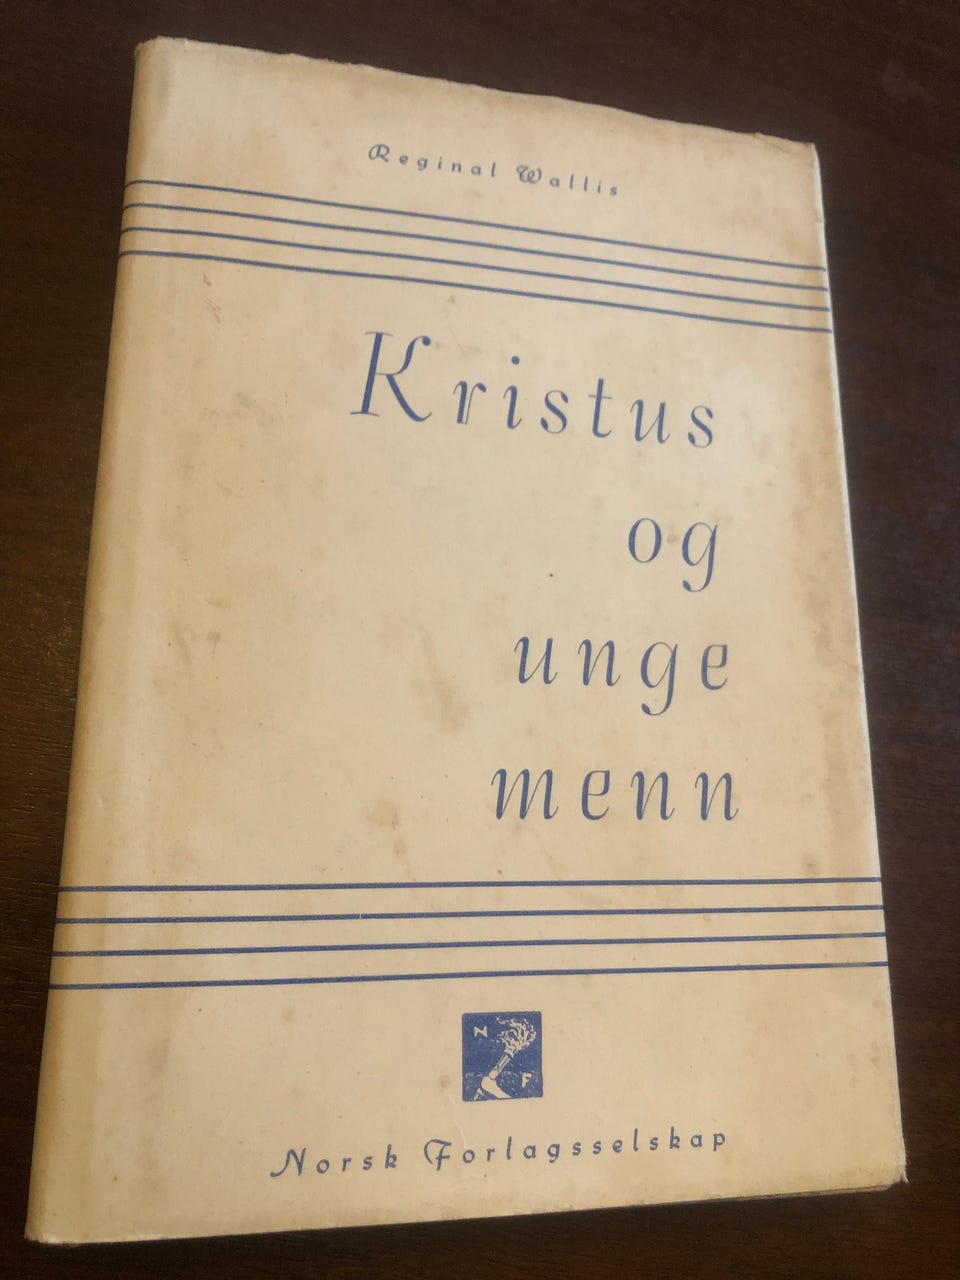 Reginal Wallis
Kristus
og
unge
menn
N
F
Norsk Forlagsselskap